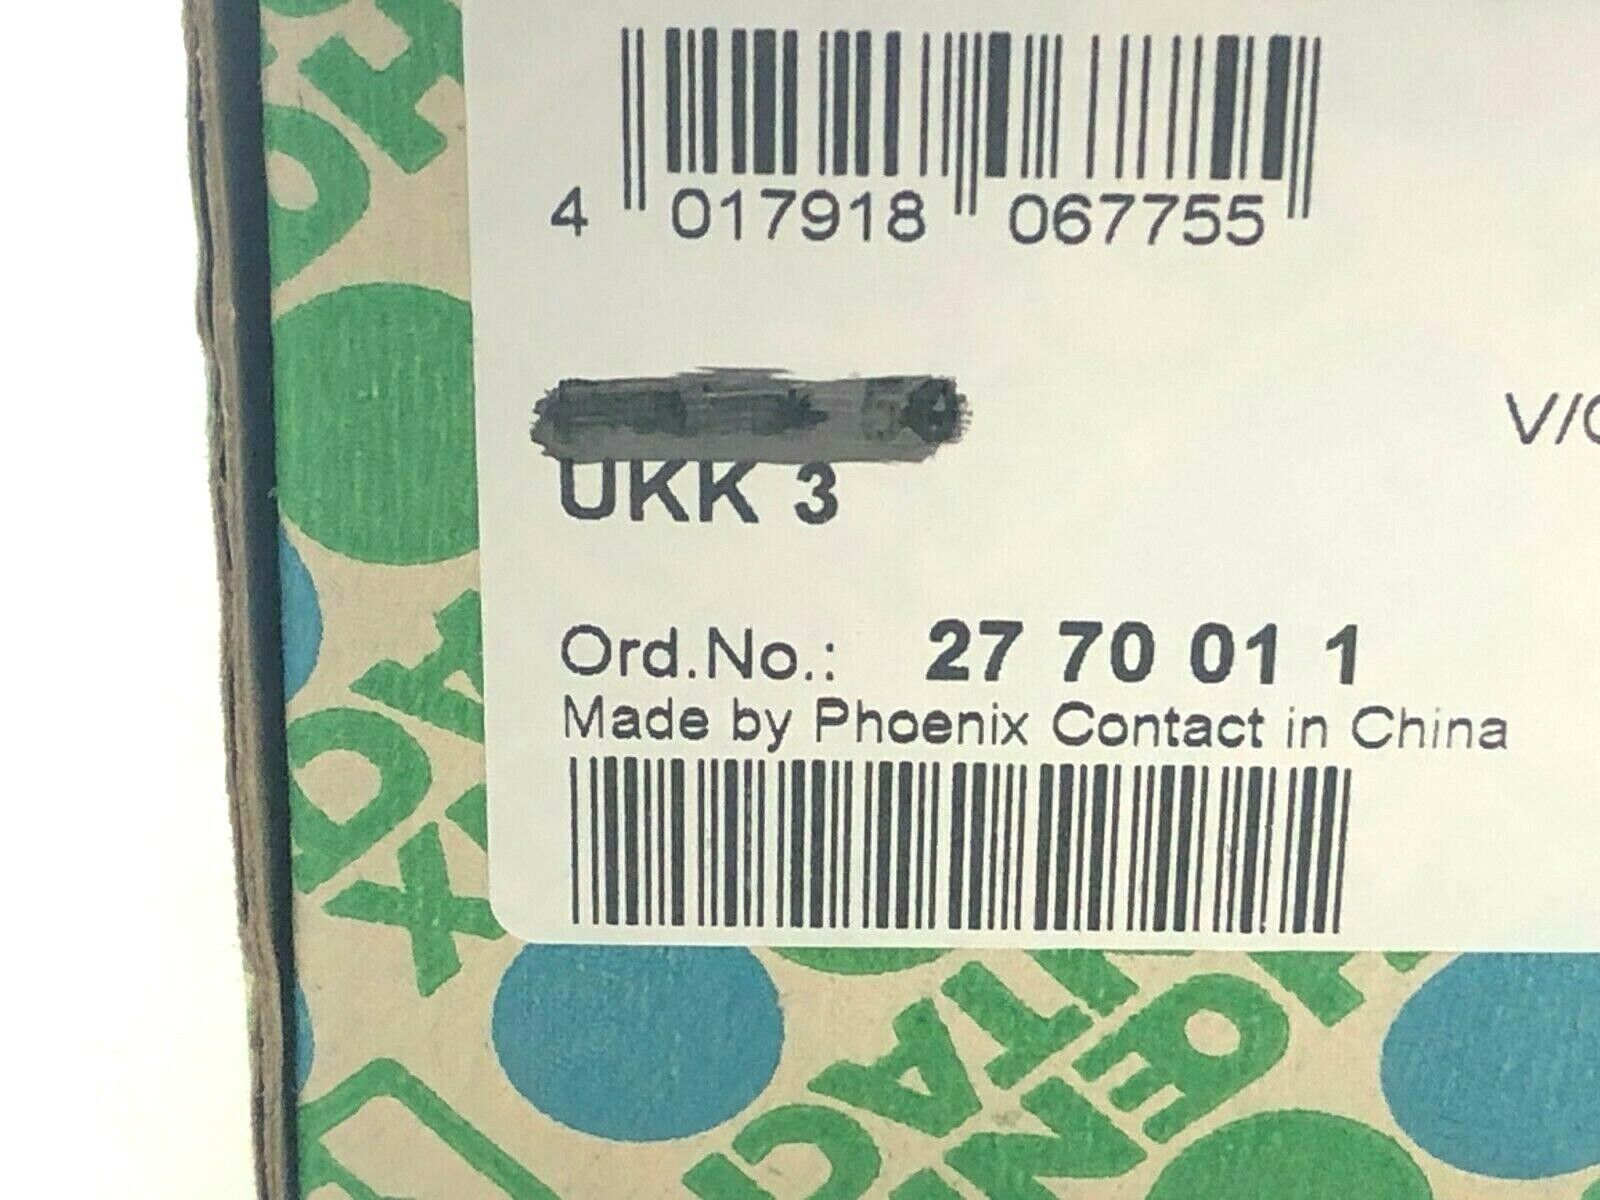 4 017918 067755
V/
UKK 3
Ord.No.: 27 70 01 1
Made by Phoenix Contact in China